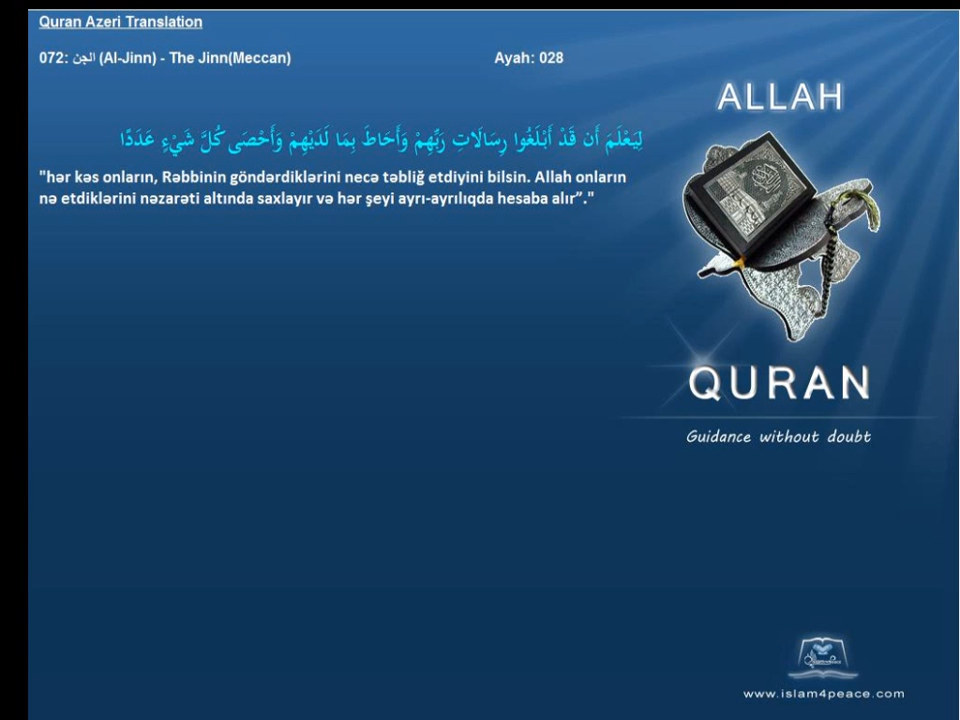 Quran Azeri Translation
072: الجن (Al-Jinn) - The Jinn(Meccan)
Ayah: 028
لِيَعْلَمَ أَن قَدْ أَبْلَغُوا رِسَالَاتِ رَبِّهِمْ وَأَحَاطَ بِمَا لَدَيْهِمْ وَأَحْصَى كُلَّ شَيْءٍ عَدَدًا
"hər kəs onların, Rəbbinin göndərdiklərini necə təbliğ etdiyini bilsin. Allah onların
nə etdiklərini nəzarəti altında saxlayır və hər şeyi ayrı-ayrılıqda hesaba alır”."
ALLAH
QURAN
Guidance without doubt
www.islam4peace.com